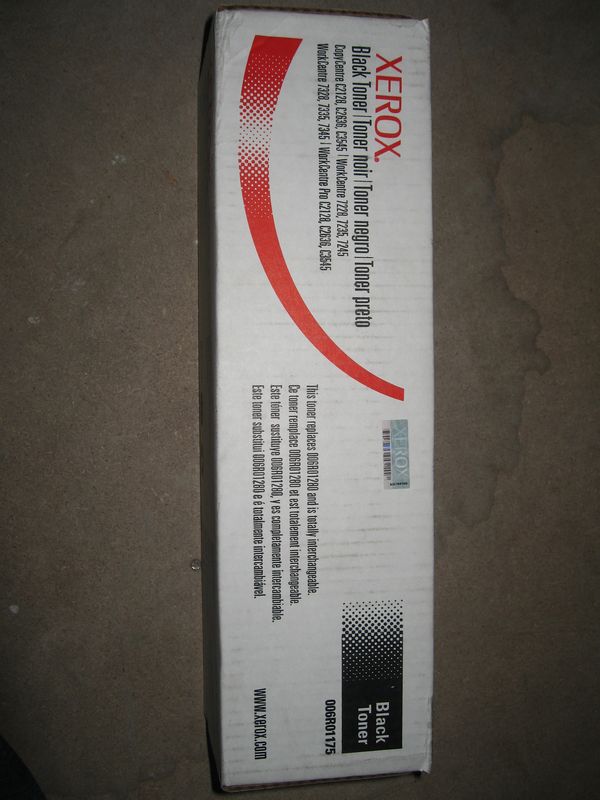 XEROX®
Black Toner | Toner noir | Toner negro | Toner preto
CopyCentre C2128, C2636, C3545 | WorkCentre 7228, 7235, 7245
WorkCentre 7328, 7335, 7345 | WorkCentre Pro C2128, C2636, C3545
XEROX
This toner replaces 006R01280 and is totally interchangeable.
Ce toner remplace 006R01280 et est totalement interchangeable.
Este tóner sustituye 006R01280, y es completamente intercambiable.
Este toner substitui 006R01280 e é totalmente intercambiável.
Black
Toner
006R01175
www.xerox.com